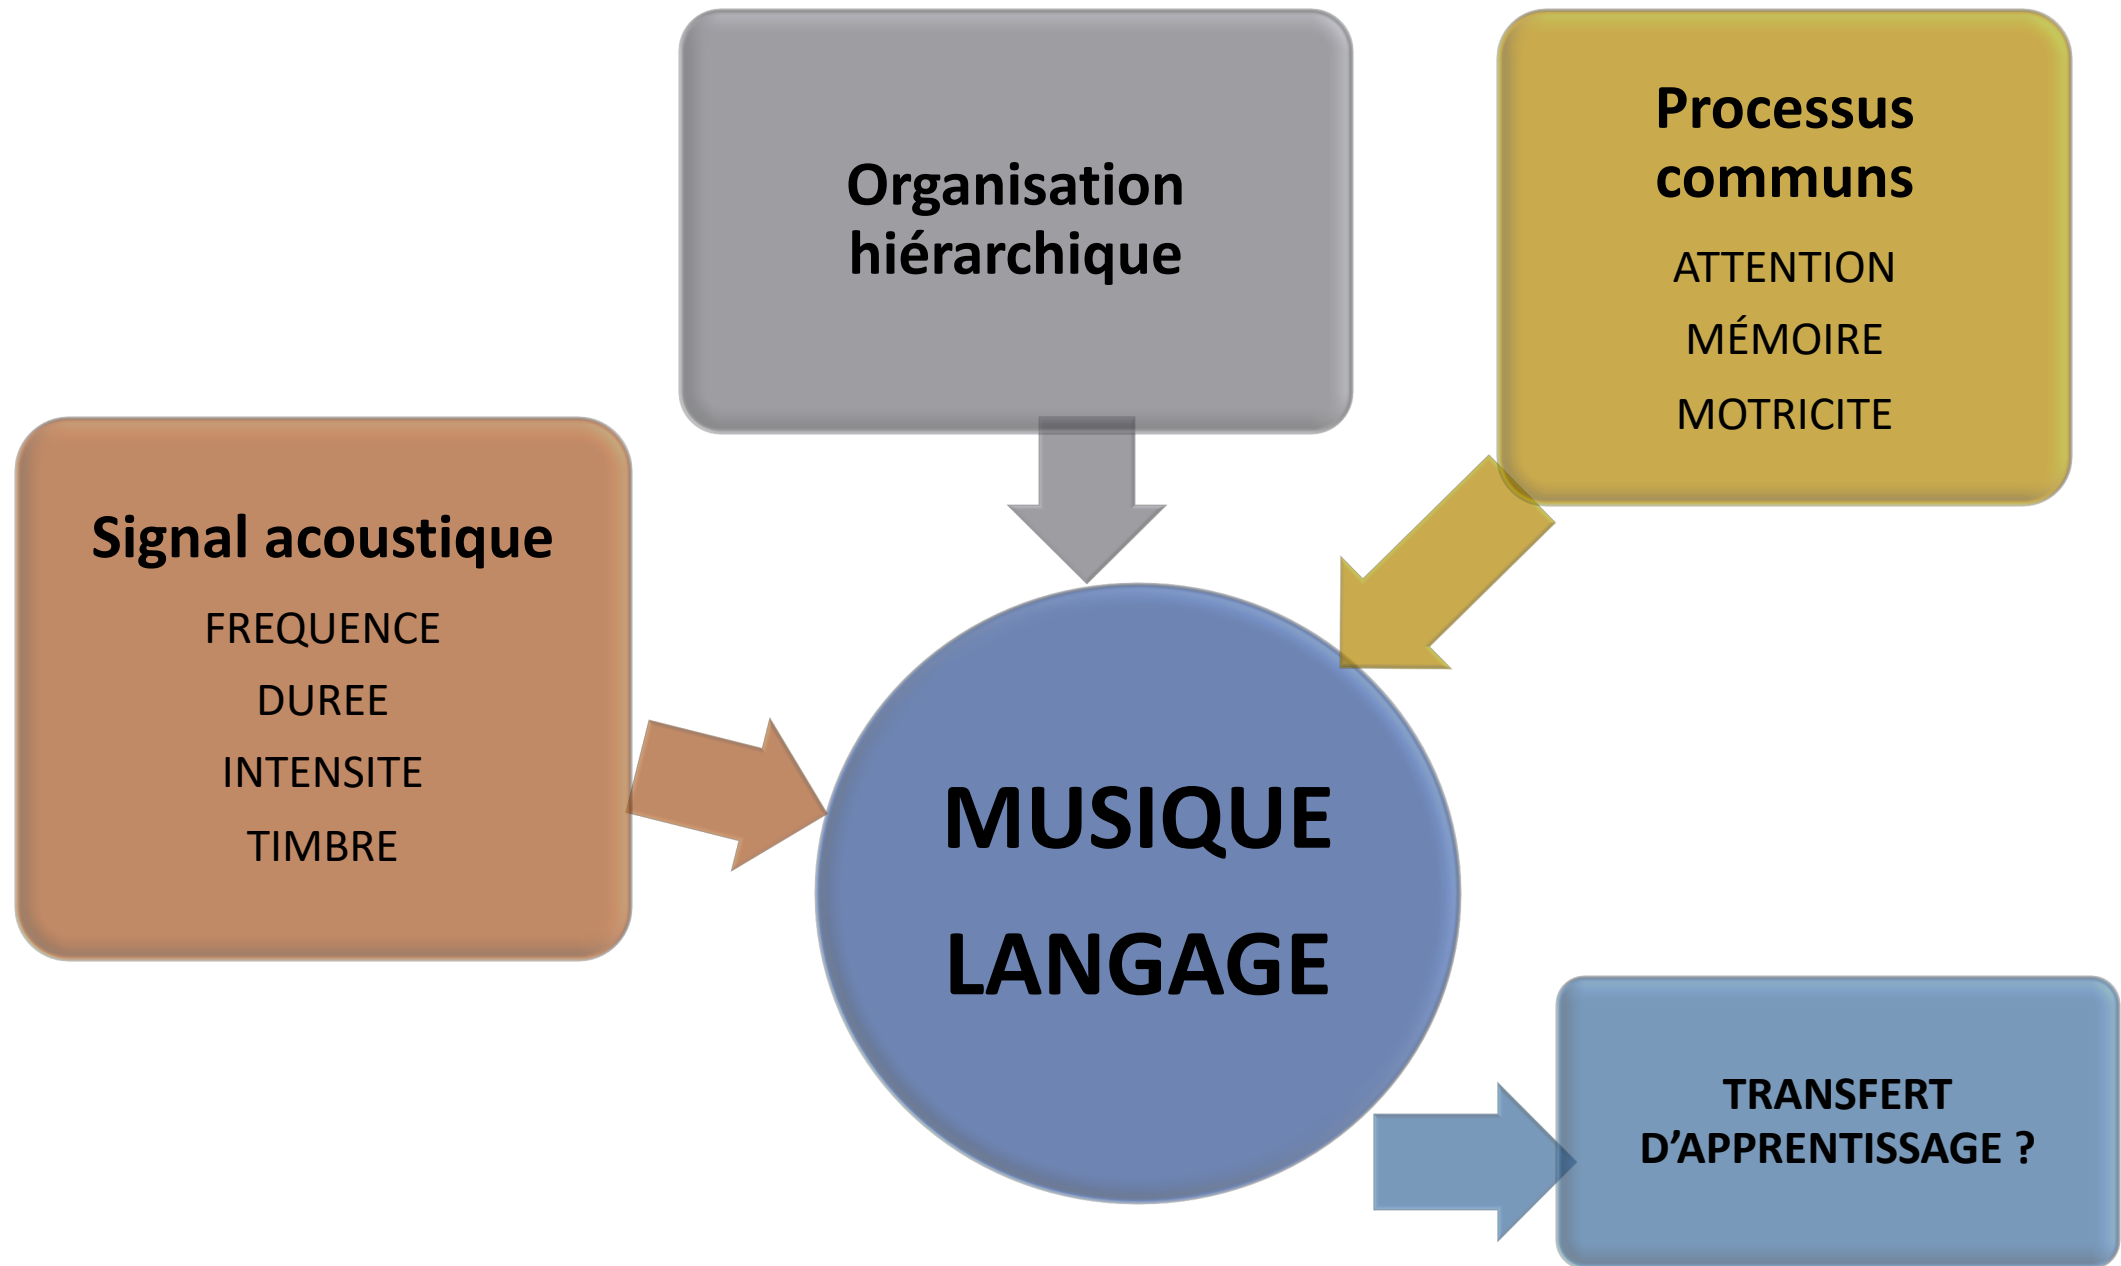 Organisation
hiérarchique
Processus
communs
ATTENTION
MÉMOIRE
MOTRICITE
Signal acoustique
FREQUENCE
DUREE
INTENSITE
TIMBRE
MUSIQUE
LANGAGE
TRANSFERT
D’APPRENTISSAGE ?